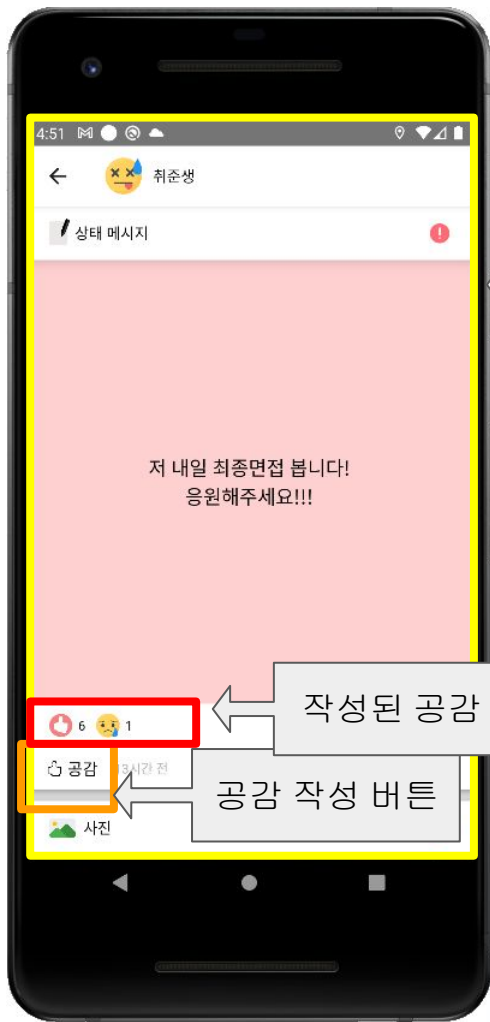 4:51
취준생
상태 메시지
저 내일 최종면접 봅니다!
응원해주세요!!!
작성된 공감
6 1
공감 13시간 전
공감 작성 버튼
사진